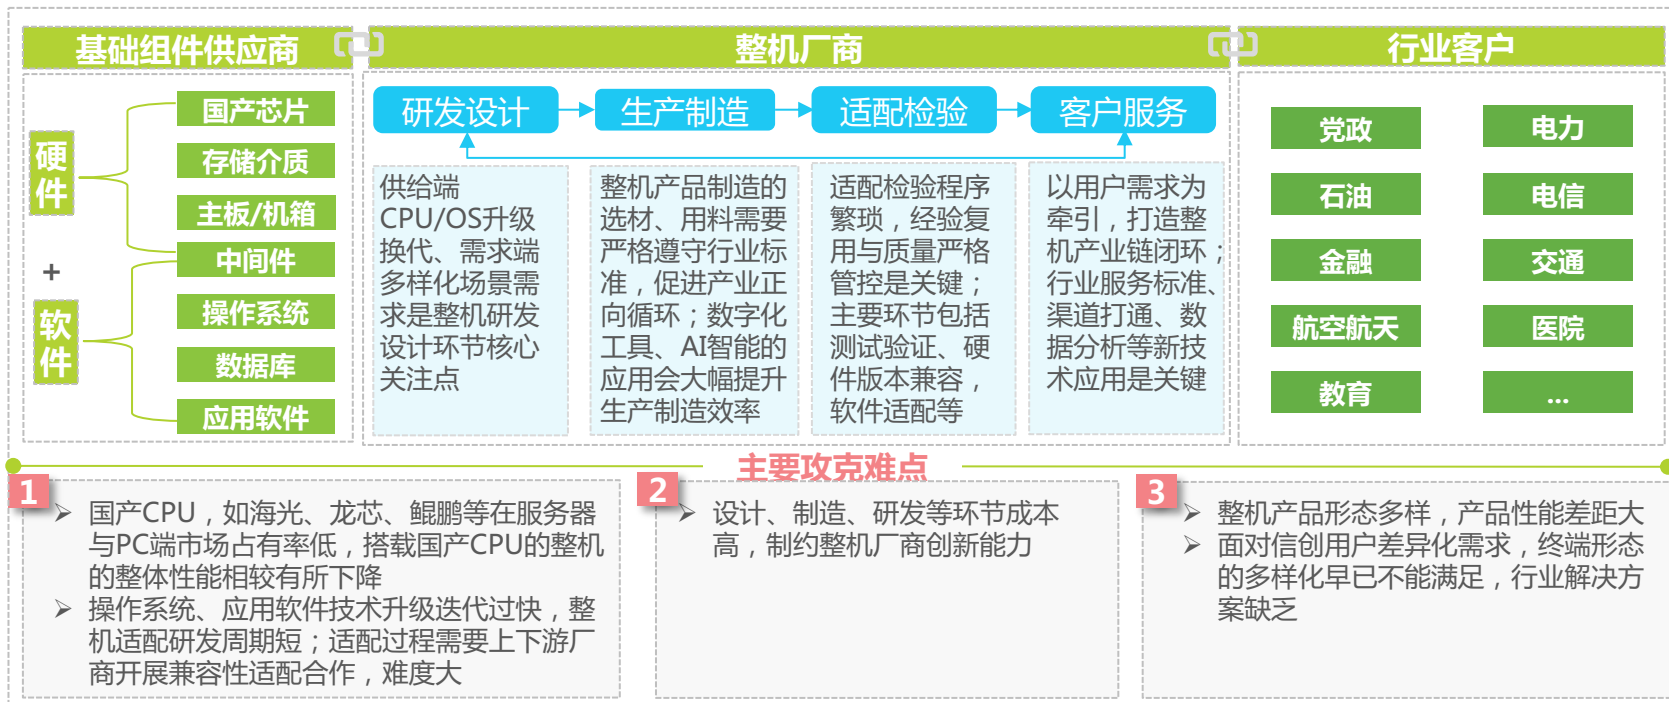 基础组件供应商
整机厂商
行业客户
硬件
+
软件
国产芯片
存储介质
主板/机箱
中间件
操作系统
数据库
应用软件
研发设计
生产制造
适配检验
客户服务
供给端
CPU/OS升级
换代、需求端
多样化场景需
求是整机研发
设计环节核心
关注点
整机产品制造的
选材、用料需要
严格遵守行业标
准，促进产业正
向循环；数字化
工具、AI智能的
应用会大幅提升
生产制造效率
适配检验程序
繁琐，经验复
用与质量严格
管控是关键；
主要环节包括
测试验证、硬
件版本兼容，
软件适配等
以用户需求为
牵引，打造整
机产业链闭环；
行业服务标准、
渠道打通、数
据分析等新技
术应用是关键
党政
电力
石油
电信
金融
交通
航空航天
医院
教育
...
主要攻克难点
1
➢ 国产CPU，如海光、龙芯、鲲鹏等在服务器
与PC端市场占有率低，搭载国产CPU的整机
的整体性能相较有所下降
➢ 操作系统、应用软件技术升级迭代过快，整
机适配研发周期短；适配过程需要上下游厂
商开展兼容性适配合作，难度大
2
➢ 设计、制造、研发等环节成本
高，制约整机厂商创新能力
3
➢ 整机产品形态多样，产品性能差距大
➢ 面对信创用户差异化需求，终端形态
的多样化早已不能满足，行业解决方
案缺乏